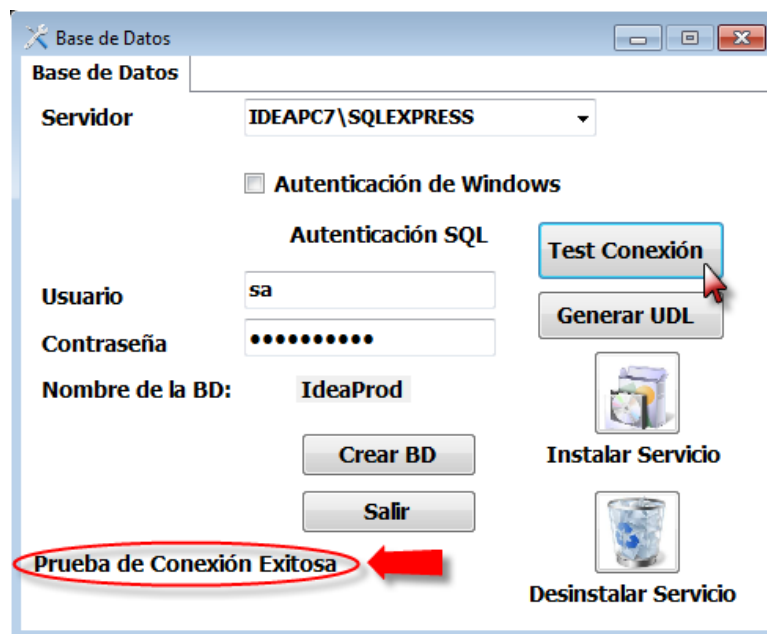 Base de Datos
Base de Datos
Servidor
IDEAPC7\SQLEXPRESS
Autenticación de Windows
Autenticación SQL
Test Conexión
Usuario
sa
Generar UDL
Contraseña
••••••••••
Nombre de la BD:
IdeaProd
Crear BD
Instalar Servicio
Salir
Prueba de Conexión Exitosa
Desinstalar Servicio